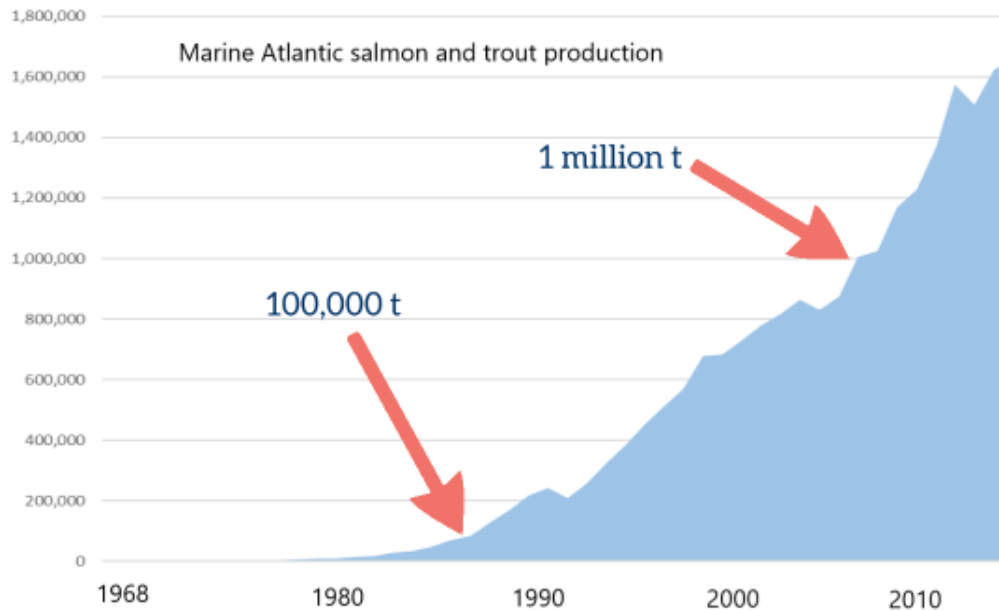 1,800,000
Marine Atlantic salmon and trout production
1,600,000
1,400,000
1 million t
1,200,000
1,000,000
100,000 t
800,000
600,000
400,000
200,000
0
1968 1980 1990 2000 2010